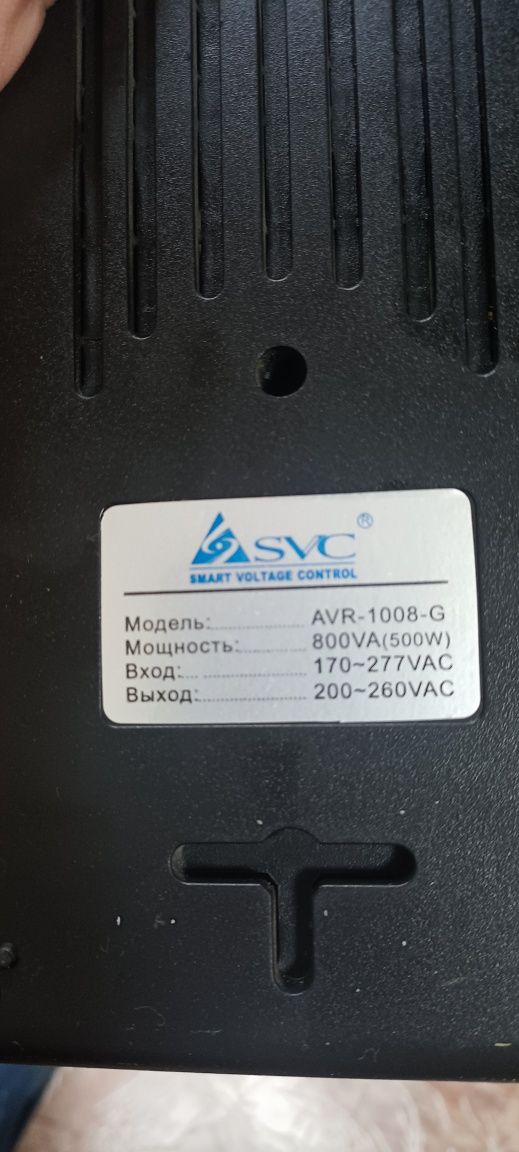 SVC ®
SMART VOLTAGE CONTROL
Модель:.................... AVR-1008-G
Мощность:.............. 800VA(500W)
Вход:.... ..................... 170~277VAC
Выход:...................... 200~260VAC